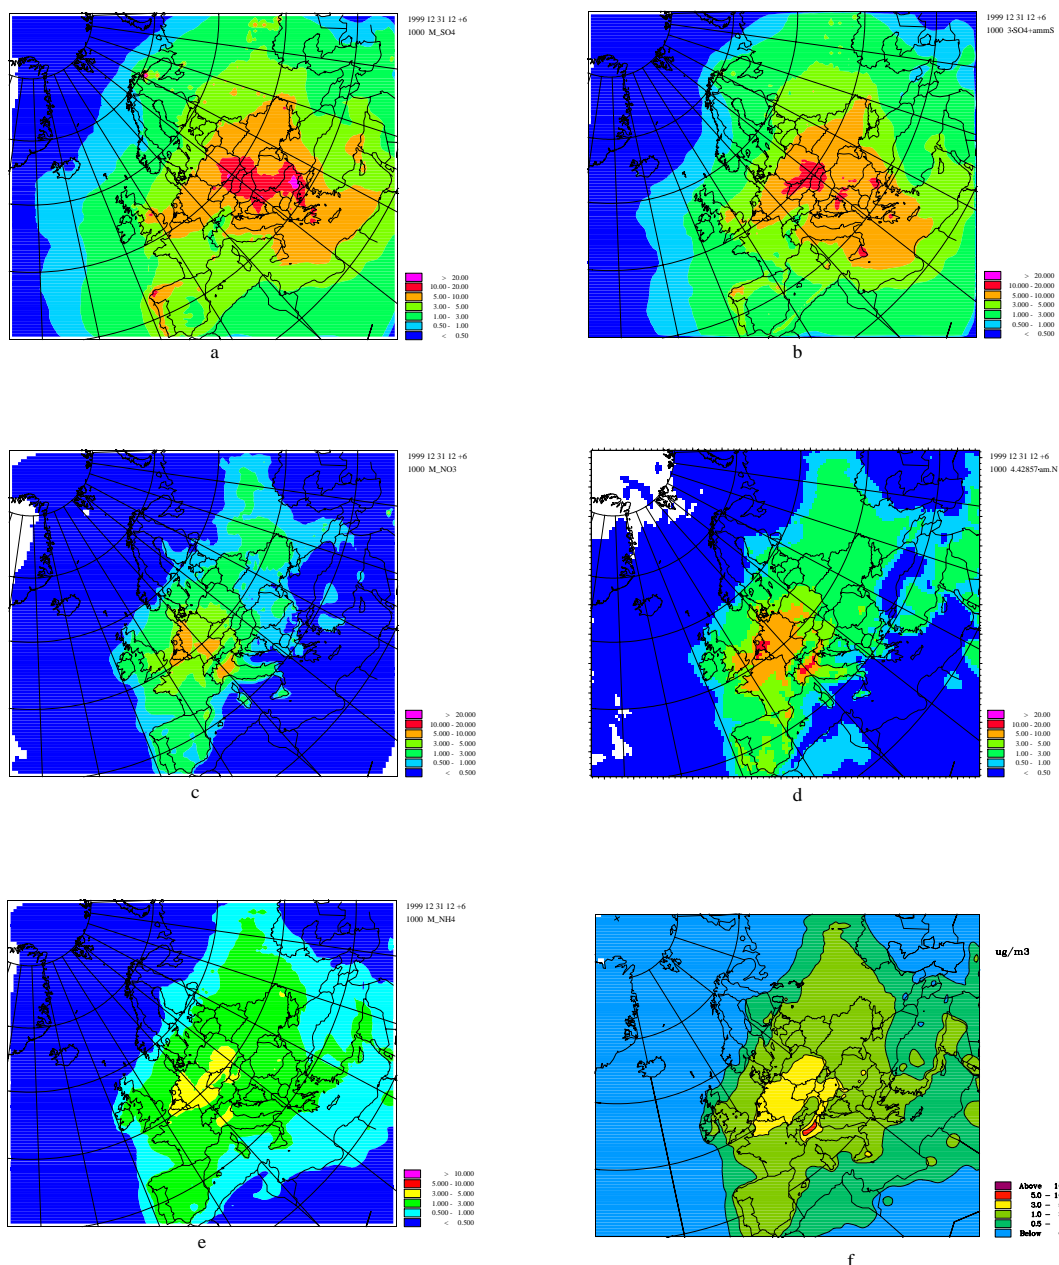 1999 12 31 12 +6
1000 M_SO4
> 20.00
10.00 - 20.00
5.00 - 10.00
3.00 - 5.00
1.00 - 3.00
0.50 - 1.00
< 0.50
a
1999 12 31 12 +6
1000 3*SO4+ammS
> 20.000
10.000 - 20.000
5.000 - 10.000
3.000 - 5.000
1.000 - 3.000
0.500 - 1.000
< 0.500
b
1999 12 31 12 +6
1000 M_NO3
> 20.000
10.000 - 20.000
5.000 - 10.000
3.000 - 5.000
1.000 - 3.000
0.500 - 1.000
< 0.500
c
1999 12 31 12 +6
1000 4.42857*am.N
> 20.00
10.00 - 20.00
5.00 - 10.00
3.00 - 5.00
1.00 - 3.00
0.50 - 1.00
< 0.50
d
1999 12 31 12 +6
1000 M_NH4
> 10.000
5.000 - 10.000
3.000 - 5.000
1.000 - 3.000
0.500 - 1.000
< 0.500
e
ug/m3
Above
5.0 -
3.0 -
1.0 -
0.5 -
Below
f